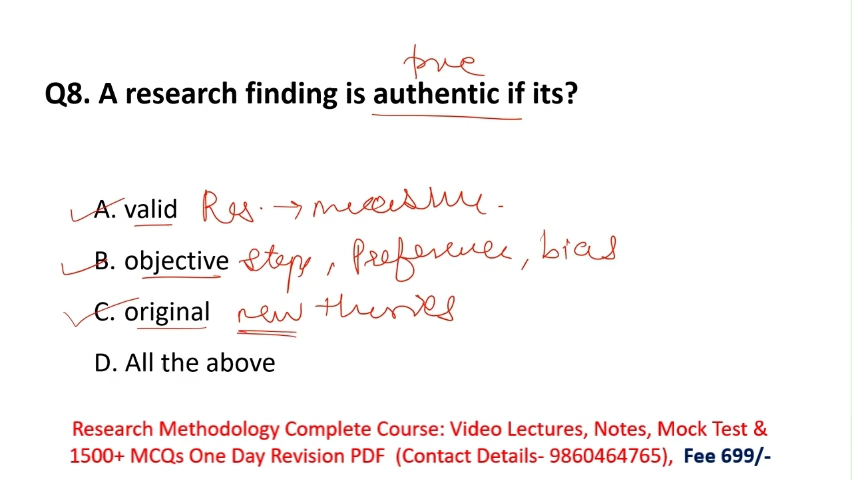 true
Q8. A research finding is authentic if its?
A. valid Res. → measure.
B. objective steps, Preference, bias
C. original new theories
D. All the above
Research Methodology Complete Course: Video Lectures, Notes, Mock Test &
1500+ MCQs One Day Revision PDF (Contact Details- 9860464765), Fee 699/-